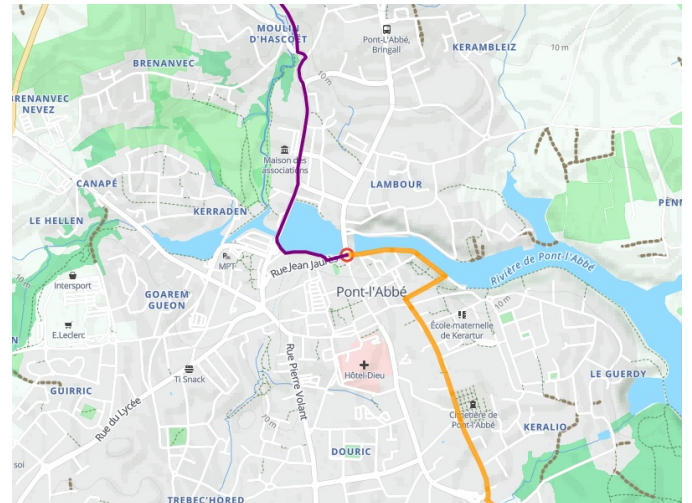 MOULIN
D'HASCOËT
Pont-L'Abbé,
Bringall
KERAMBLEIZ
10 m
10 m
BRENANVEC
BRENANVEC
NEVEZ
10 m
Maison des
associations
CANAPÉ
LAMBOUR
PENN
LE HELLEN
KERRADEN
MPT
Rue Jean Jaurès
Rivière de Pont-l'Abbé
Intersport
GOAREM
GUEON
Pont-l'Abbé
10 m
École maternelle
de Kerartur
E.Leclerc
Rue Pierre Volant
Hôtel-Dieu
Ti Snack
LE GUERDY
GUIRRIC
Rue du Lycée
10 m
Cimetière de
Pont-l'Abbé
KERALIO
DOURIC
soi
TREBEC'HORED